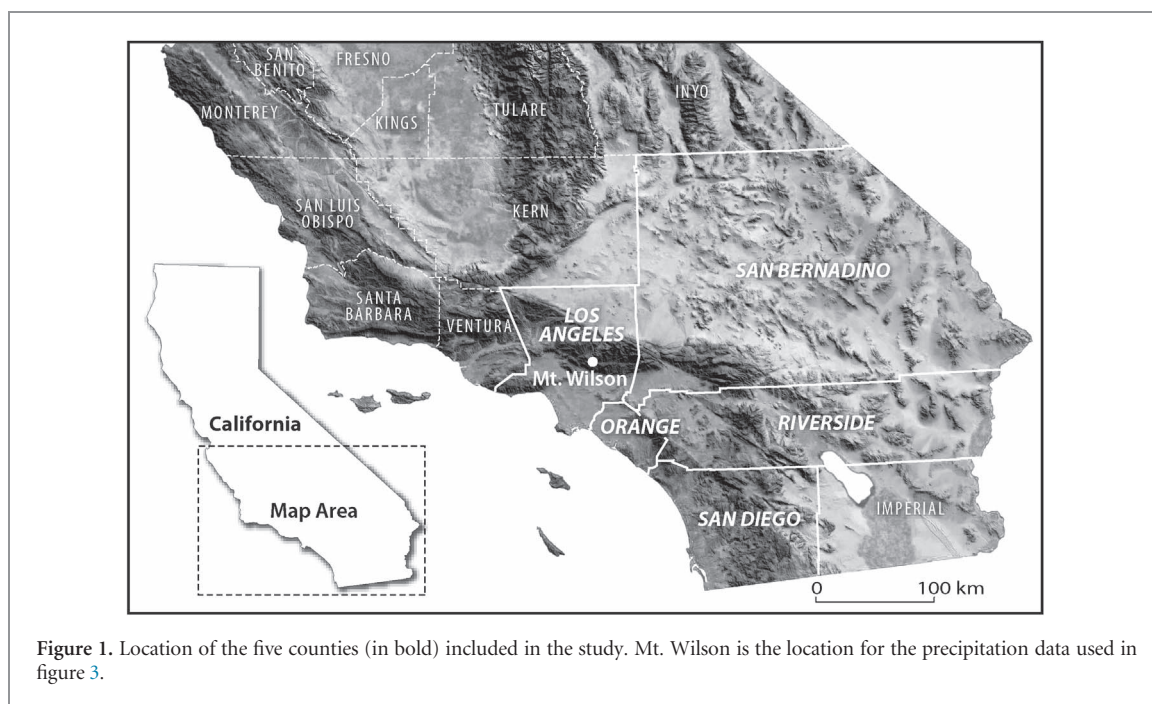 FRESNO
SAN
BENITO
INYO
MONTEREY
KINGS
TULARE
SAN LUIS
OBISPO
KERN
SAN BERNADINO
SANTA
BARBARA
VENTURA
LOS
ANGELES
Mt. Wilson
California
ORANGE
RIVERSIDE
Map Area
SAN DIEGO
IMPERIAL
0 100 km
Figure 1. Location of the five counties (in bold) included in the study. Mt. Wilson is the location for the precipitation data used in
figure 3.